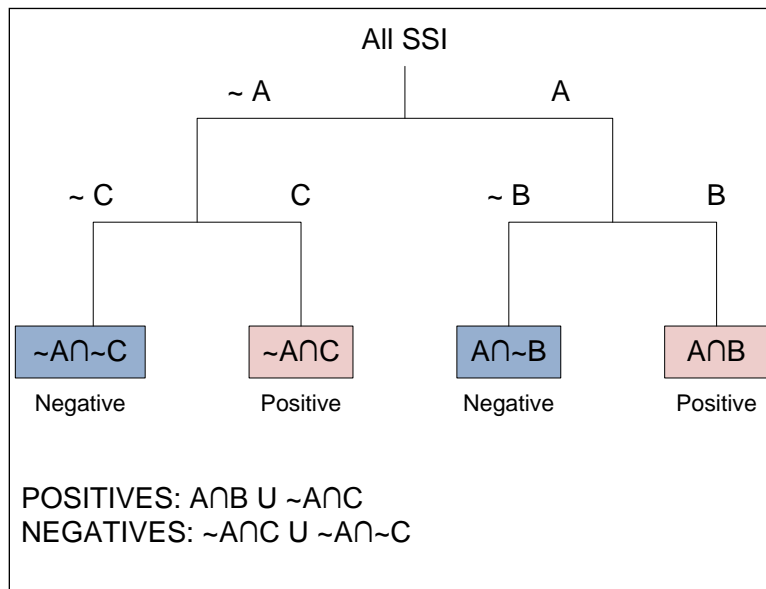 All SSI
~ A A
~ C C ~ B B
~A∩~C ~A∩C A∩~B A∩B
Negative Positive Negative Positive
POSITIVES: A∩B U ~A∩C
NEGATIVES: ~A∩C U ~A∩~C